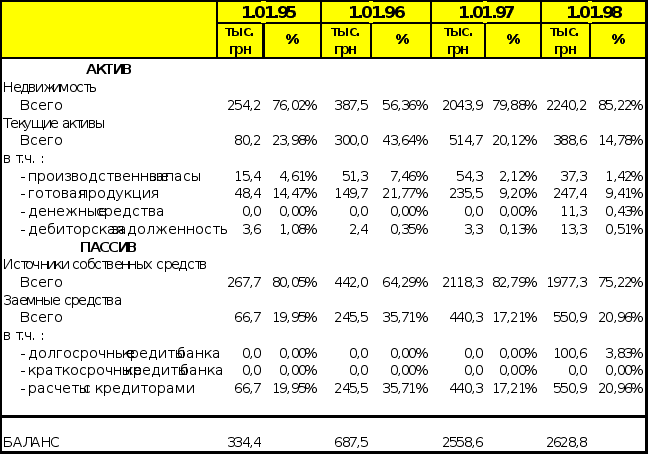 1.01.95 1.01.96 1.01.97 1.01.98
тыс. грн % тыс. грн % тыс. грн % тыс. грн %
АКТИВ
Недвижимость
Всего 254,2 76,02% 387,5 56,36% 2043,9 79,88% 2240,2 85,22%
Текущие активы
Всего 80,2 23,98% 300,0 43,64% 514,7 20,12% 388,6 14,78%
в т.ч. :
- производственные запасы 15,4 4,61% 51,3 7,46% 54,3 2,12% 37,3 1,42%
- готовая продукция 48,4 14,47% 149,7 21,77% 235,5 9,20% 247,4 9,41%
- денежные средства 0,0 0,00% 0,0 0,00% 0,0 0,00% 11,3 0,43%
- дебиторская задолженность 3,6 1,08% 2,4 0,35% 3,3 0,13% 13,3 0,51%
ПАССИВ
Источники собственных средств
Всего 267,7 80,05% 442,0 64,29% 2118,3 82,79% 1977,3 75,22%
Заемные средства
Всего 66,7 19,95% 245,5 35,71% 440,3 17,21% 550,9 20,96%
в т.ч. :
- долгосрочные кредиты банка 0,0 0,00% 0,0 0,00% 0,0 0,00% 100,6 3,83%
- краткосрочные кредиты банка 0,0 0,00% 0,0 0,00% 0,0 0,00% 0,0 0,00%
- расчеты с кредиторами 66,7 19,95% 245,5 35,71% 440,3 17,21% 550,9 20,96%
БАЛАНС 334,4 687,5 2558,6 2628,8